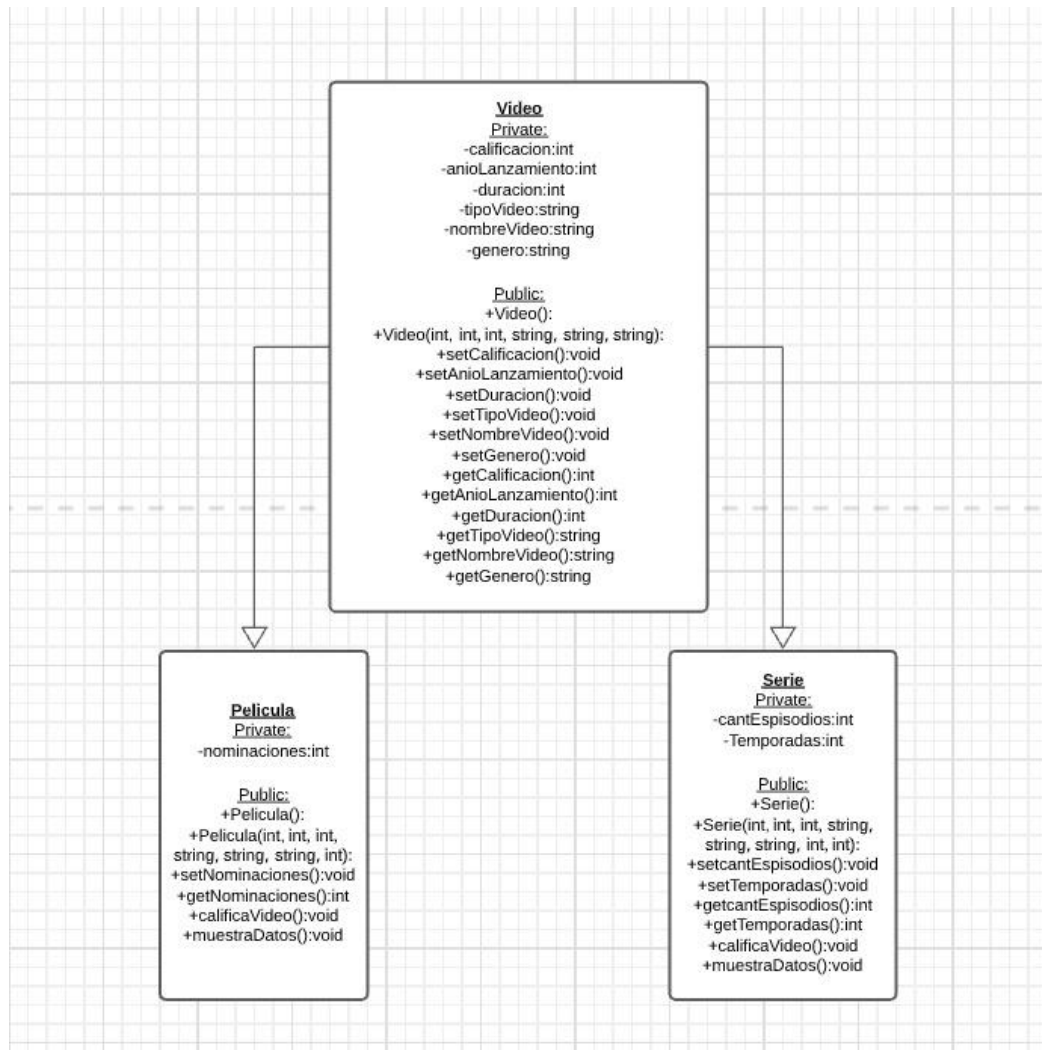 Video
Private:
-calificacion:int
-anioLanzamiento:int
-duracion:int
-tipoVideo:string
-nombreVideo:string
-genero:string
Public:
+Video():
+Video(int, int, int, string, string, string):
+setCalificacion():void
+setAnioLanzamiento():void
+setDuracion():void
+setTipoVideo():void
+setNombreVideo():void
+setGenero():void
+getCalificacion():int
+getAnioLanzamiento():int
+getDuracion():int
+getTipoVideo():string
+getNombreVideo():string
+getGenero():string
Pelicula
Private:
-nominaciones:int
Public:
+Pelicula():
+Pelicula(int, int, int,
string, string, string, int):
+setNominaciones():void
+getNominaciones():int
+calificaVideo():void
+muestraDatos():void
Serie
Private:
-cantEspisodios:int
-Temporadas:int
Public:
+Serie():
+Serie(int, int, int, string,
string, string, int, int):
+setcantEspisodios():void
+setTemporadas():void
+getcantEspisodios():int
+getTemporadas():int
+calificaVideo():void
+muestraDatos():void